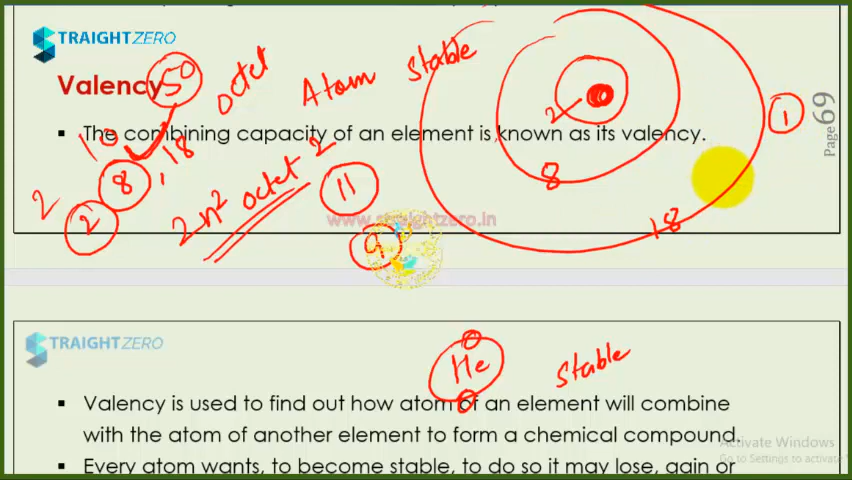 TRAIGHTZERO
Valency
50
octet
Atom stable
The combining capacity of an element is known as its valency.
Page 69
10
2
8
, 18
2
2n² octet 2
11
9
2
8
18
1
www.straightzero.in
TRAIGHTZERO
He
stable
Valency is used to find out how atom of an element will combine
with the atom of another element to form a chemical compound.
Activate Windows
Go to Settings to activate
Every atom wants, to become stable, to do so it may lose, gain or